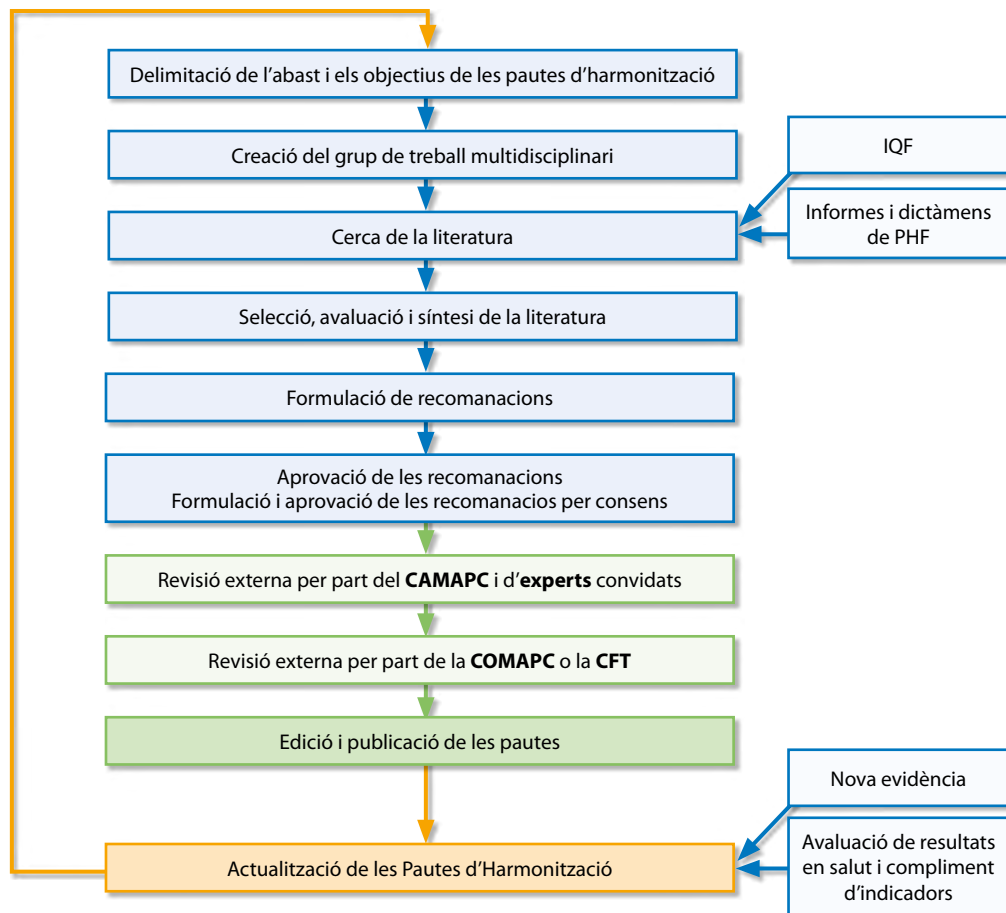 Delimitació de l’abast i els objectius de les pautes d’harmonització
Creació del grup de treball multidisciplinari
IQF
Informes i dictàmens
de PHF
Cerca de la literatura
Selecció, avaluació i síntesi de la literatura
Formulació de recomanacions
Aprovació de les recomanacions
Formulació i aprovació de les recomanacios per consens
Revisió externa per part del CAMAPC i d’experts convidats
Revisió externa per part de la COMAPC o la CFT
Edició i publicació de les pautes
Nova evidència
Actualització de les Pautes d’Harmonització
Avaluació de resultats
en salut i compliment
d’indicadors